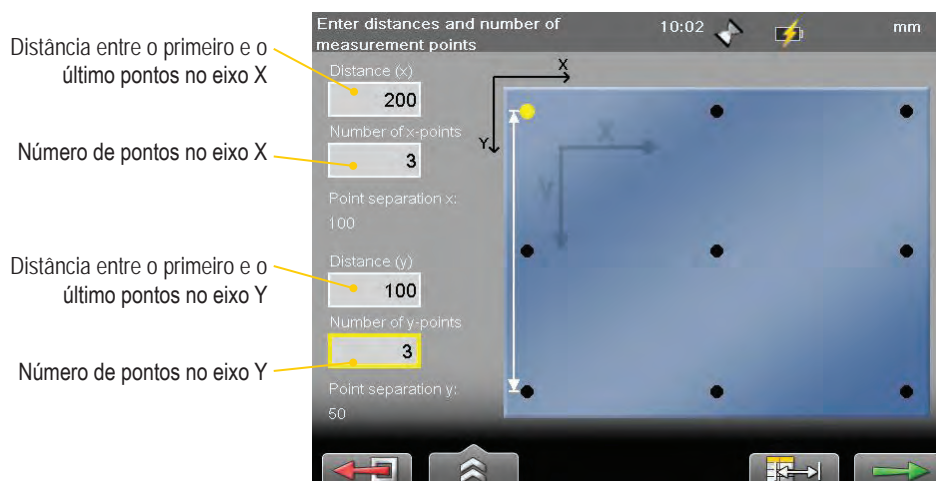 Enter distances and number of
measurement points
10:02
mm
Distância entre o primeiro e o
último pontos no eixo X
Número de pontos no eixo X
Distância entre o primeiro e o
último pontos no eixo Y
Número de pontos no eixo Y
Distance (x)
200
Number of x-points
3
Point separation x:
100
Distance (y)
100
Number of y-points
3
Point separation y:
50
X
Y
X
Y